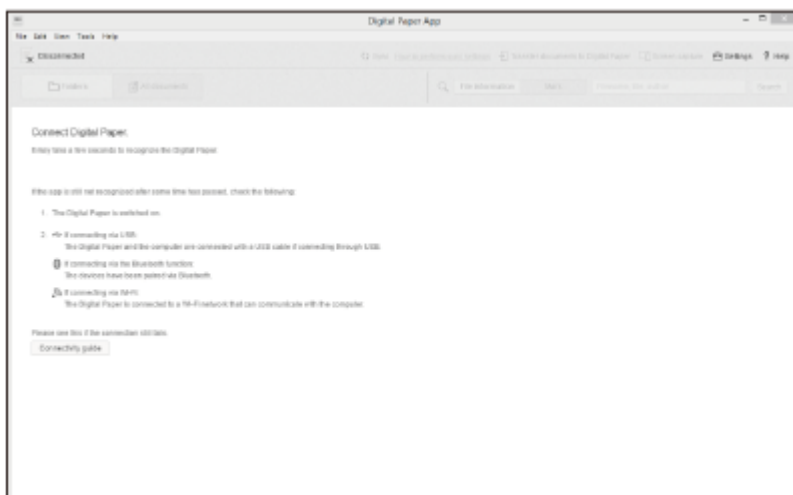 Digital Paper App
File Edit View Tools Help
Disconnected
Settings Help
Folders
File Information
Search
Connect Digital Paper.
It may take a few seconds to recognize the Digital Paper.
If the app is still not recognized after some time has passed, check the following:
1. The Digital Paper is switched on.
2. If connecting via USB:
The Digital Paper and the computer are connected with a USB cable if connecting through USB.
If connecting via the Bluetooth function:
The devices have been paired via Bluetooth.
If connecting via Wi-Fi:
The Digital Paper is connected to a Wi-Fi network that can communicate with the computer.
Please see this if the connection still fails.
Connectivity guide